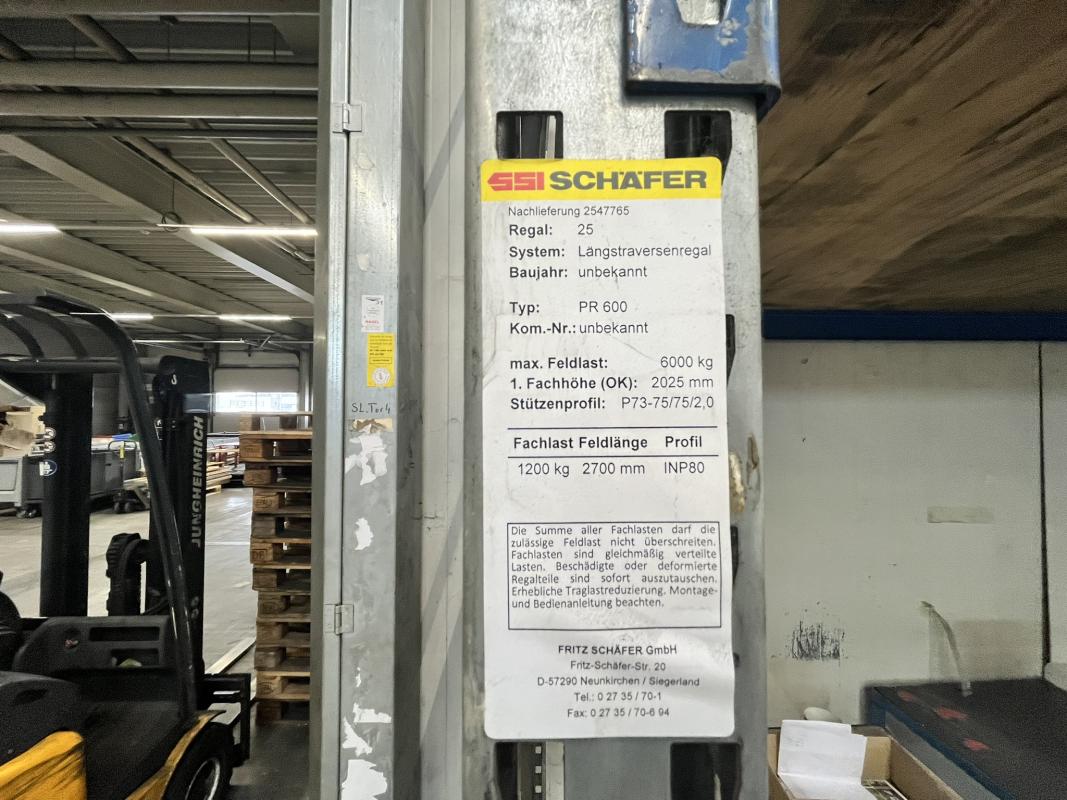 SSI SCHÄFER
Nachlieferung 2547765
Regal: 25
System: Längstraversenregal
Baujahr: unbekannt
Typ: PR 600
Kom.-Nr.: unbekannt
max. Feldlast: 6000 kg
1. Fachhöhe (OK): 2025 mm
Stützenprofil: P73-75/75/2,0
Fachlast Feldlänge Profil
1200 kg 2700 mm INP80
Die Summe aller Fachlasten darf die
zulässige Feldlast nicht überschreiten.
Fachlasten sind gleichmäßig verteilte
Lasten. Beschädigte oder deformierte
Regalteile sind sofort auszutauschen.
Erhebliche Traglastreduzierung. Montage-
und Bedienanleitung beachten.
FRITZ SCHÄFER GmbH
Fritz-Schäfer-Str. 20
D-57290 Neunkirchen / Siegerland
Tel.: 0 27 35 / 70-1
Fax: 0 27 35 / 70-6 94
SL.Tor4
JUNGHEINRICH